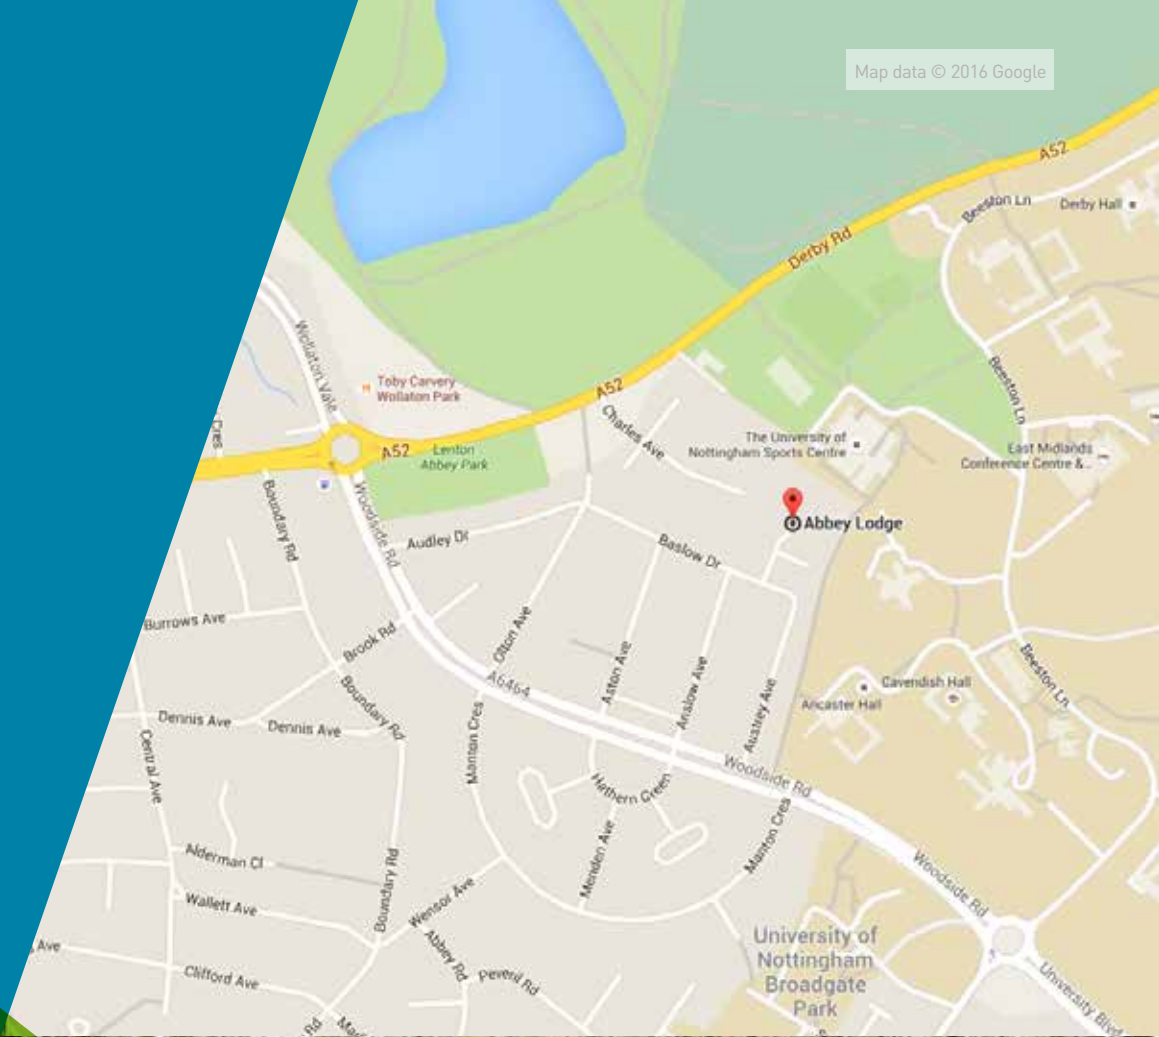 Map data © 2016 Google
A52
Beeston Ln
Derby Hall
Derby Rd
Wollaton Vale
Toby Carvery
Wollaton Park
A52
Beeston Ln
Cres
Charles Ave
A52
Lenton
Abbey Park
The University of
Nottingham Sports Centre
East Midlands
Conference Centre &...
Boundary Rd
Woodside Rd
Abbey Lodge
Audley Dr
Baslow Dr
Burrows Ave
Brook Rd
Olton Ave
Aston Ave
Anslow Ave
Austrey Ave
A6464
Beeston Ln
Cavendish Hall
Ancaster Hall
Boundary Rd
Dennis Ave
Dennis Ave
Central Ave
Manton Cres
Woodside Rd
Hathern Green
Manton Cres
Alderman Cl
Boundary Rd
Wensor Ave
Woodside Rd
Wallett Ave
Ave
Abbey Rd
Peveril Rd
Clifford Ave
University of
Nottingham
Broadgate
Park
University Blvd
Rd